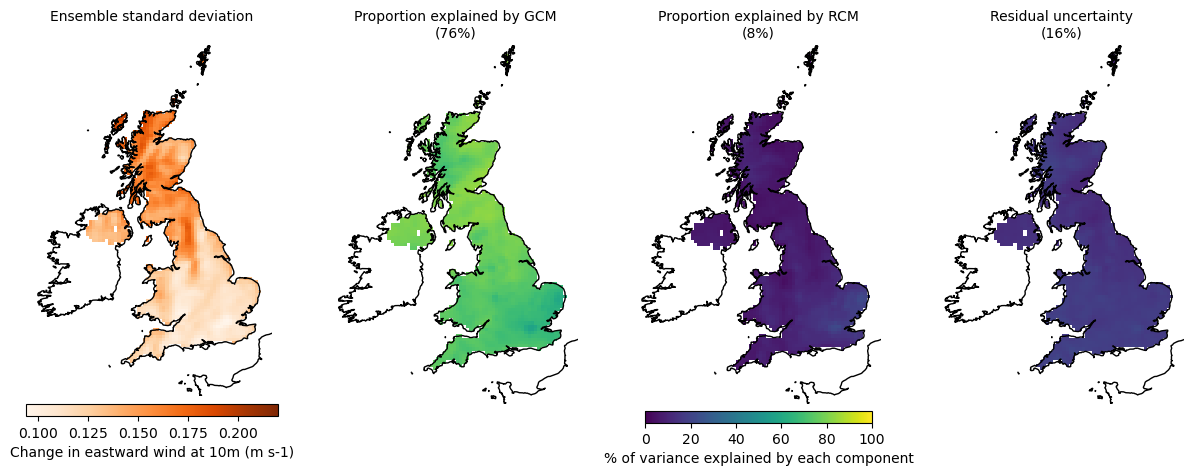 Ensemble standard deviation
Proportion explained by GCM
(76%)
Proportion explained by RCM
(8%)
Residual uncertainty
(16%)
0.100 0.125 0.150 0.175 0.200
Change in eastward wind at 10m (m s-1)
0 20 40 60 80 100
% of variance explained by each component